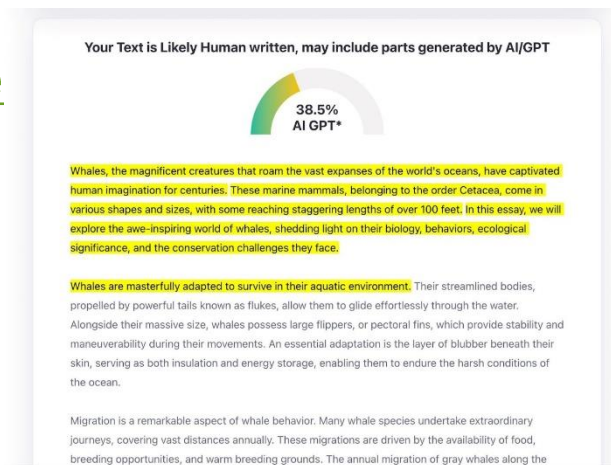 Your Text is Likely Human written, may include parts generated by AI/GPT
38.5%
AI GPT*
Whales, the magnificent creatures that roam the vast expanses of the world's oceans, have captivated
human imagination for centuries. These marine mammals, belonging to the order Cetacea, come in
various shapes and sizes, with some reaching staggering lengths of over 100 feet. In this essay, we will
explore the awe-inspiring world of whales, shedding light on their biology, behaviors, ecological
significance, and the conservation challenges they face.
Whales are masterfully adapted to survive in their aquatic environment. Their streamlined bodies,
propelled by powerful tails known as flukes, allow them to glide effortlessly through the water.
Alongside their massive size, whales possess large flippers, or pectoral fins, which provide stability and
maneuverability during their movements. An essential adaptation is the layer of blubber beneath their
skin, serving as both insulation and energy storage, enabling them to endure the harsh conditions of
the ocean.
Migration is a remarkable aspect of whale behavior. Many whale species undertake extraordinary
journeys, covering vast distances annually. These migrations are driven by the availability of food,
breeding opportunities, and warm breeding grounds. The annual migration of gray whales along the